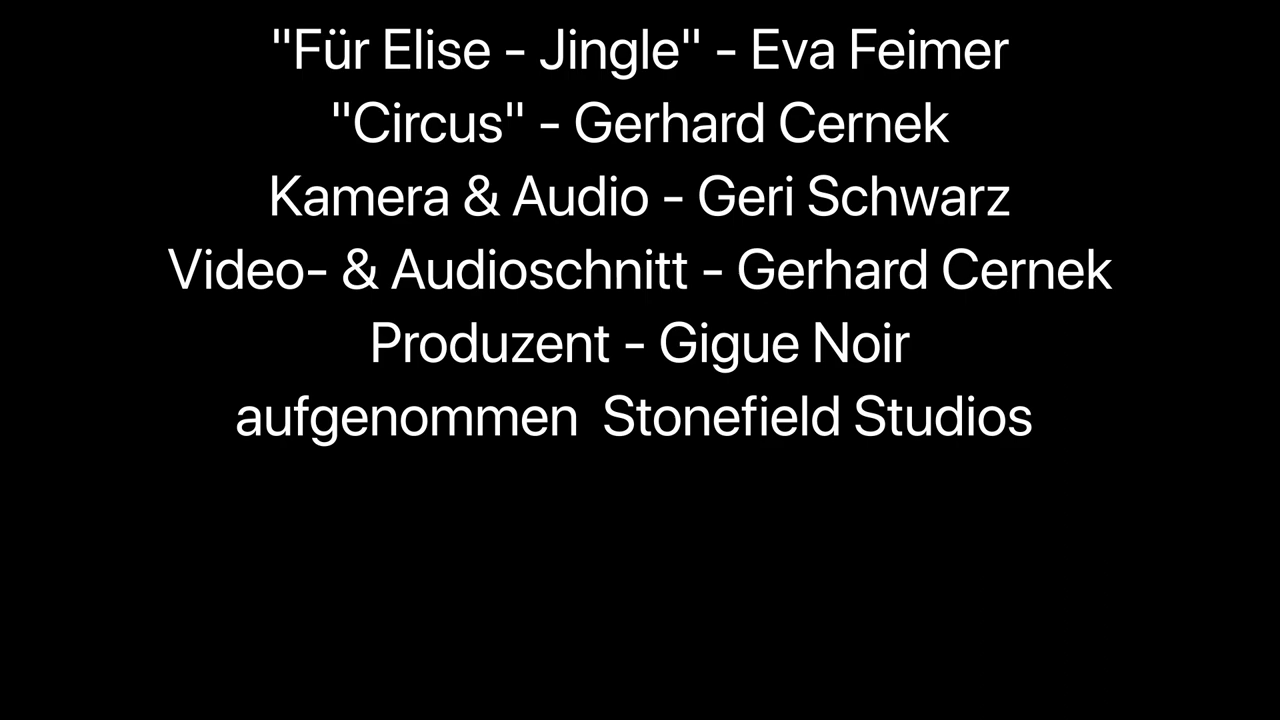 "Für Elise - Jingle" - Eva Feimer
"Circus" - Gerhard Cernek
Kamera & Audio - Geri Schwarz
Video- & Audioschnitt - Gerhard Cernek
Produzent - Gigue Noir
aufgenommen  Stonefield Studios